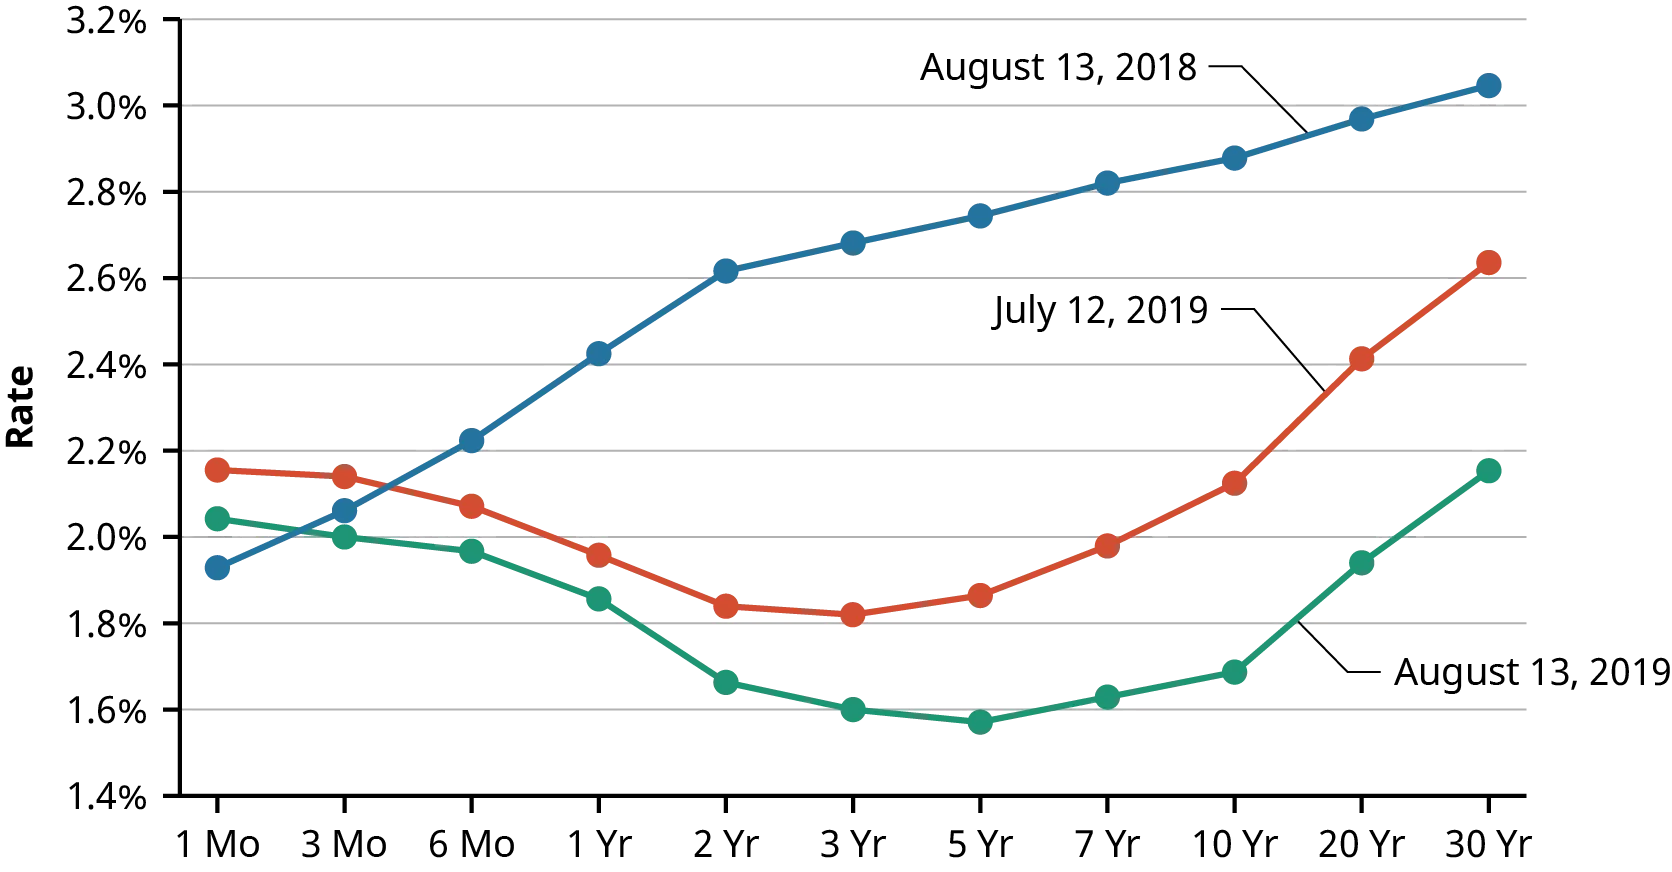 3.2%
3.0%
2.8%
2.6%
2.4%
2.2%
2.0%
1.8%
1.6%
1.4%
Rate
August 13, 2018
July 12, 2019
August 13, 2019
1 Mo
3 Mo
6 Mo
1 Yr
2 Yr
3 Yr
5 Yr
7 Yr
10 Yr
20 Yr
30 Yr